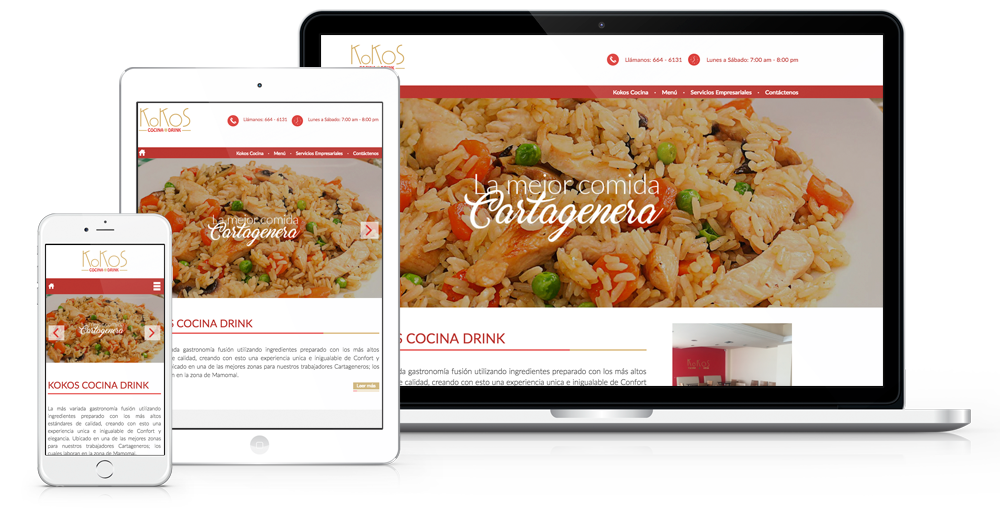 KoKoS
COCINA DRINK
Llámanos: 664 - 6131
Lunes a Sábado: 7:00 am - 8:00 pm
Kokos Cocina • Menú • Servicios Empresariales • Contáctenos
La mejor comida
Cartagenera
S COCINA DRINK
da gastronomía fusión utilizando ingredientes preparado con los más altos
e calidad, creando con esto una experiencia unica e inigualable de Confort
KoKoS
KoKoS
COCINA DRINK
Llámanos: 664 - 6131
Lunes a Sábado: 7:00 am - 8:00 pm
Kokos Cocina • Menú • Servicios Empresariales • Contáctenos
La mejor comida
Cartagenera
S COCINA DRINK
ada gastronomía fusión utilizando ingredientes preparado con los más altos
de calidad, creando con esto una experiencia unica e inigualable de Confort y
bicado en una de las mejores zonas para nuestros trabajadores Cartageneros; los
en en la zona de Mamomal.
Leer más
KoKoS
COCINA DRINK
Cartagenera
KOKOS COCINA DRINK
La más variada gastronomía fusión utilizando
ingredientes preparado con los más altos
estándares de calidad, creando con esto una
experiencia unica e inigualable de Confort y
elegancia. Ubicado en una de las mejores zonas
para nuestros trabajadores Cartageneros; los
cuales laboran en la zona de Mamomal.